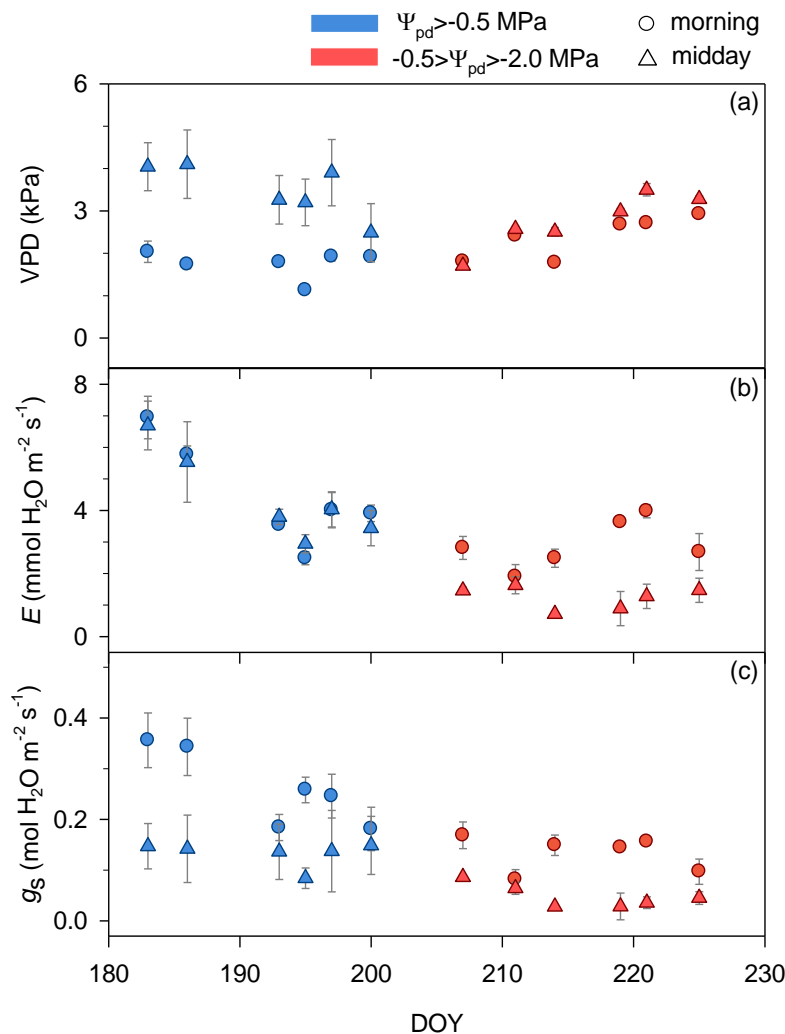 Ψpd>-0.5 MPa morning
-0.5>Ψpd>-2.0 MPa midday
(a)
6
3
0
VPD (kPa)
(b)
8
4
0
E (mmol H2O m-2 s-1)
(c)
0.4
0.2
0.0
gs (mol H2O m-2 s-1)
180 190 200 210 220 230
DOY